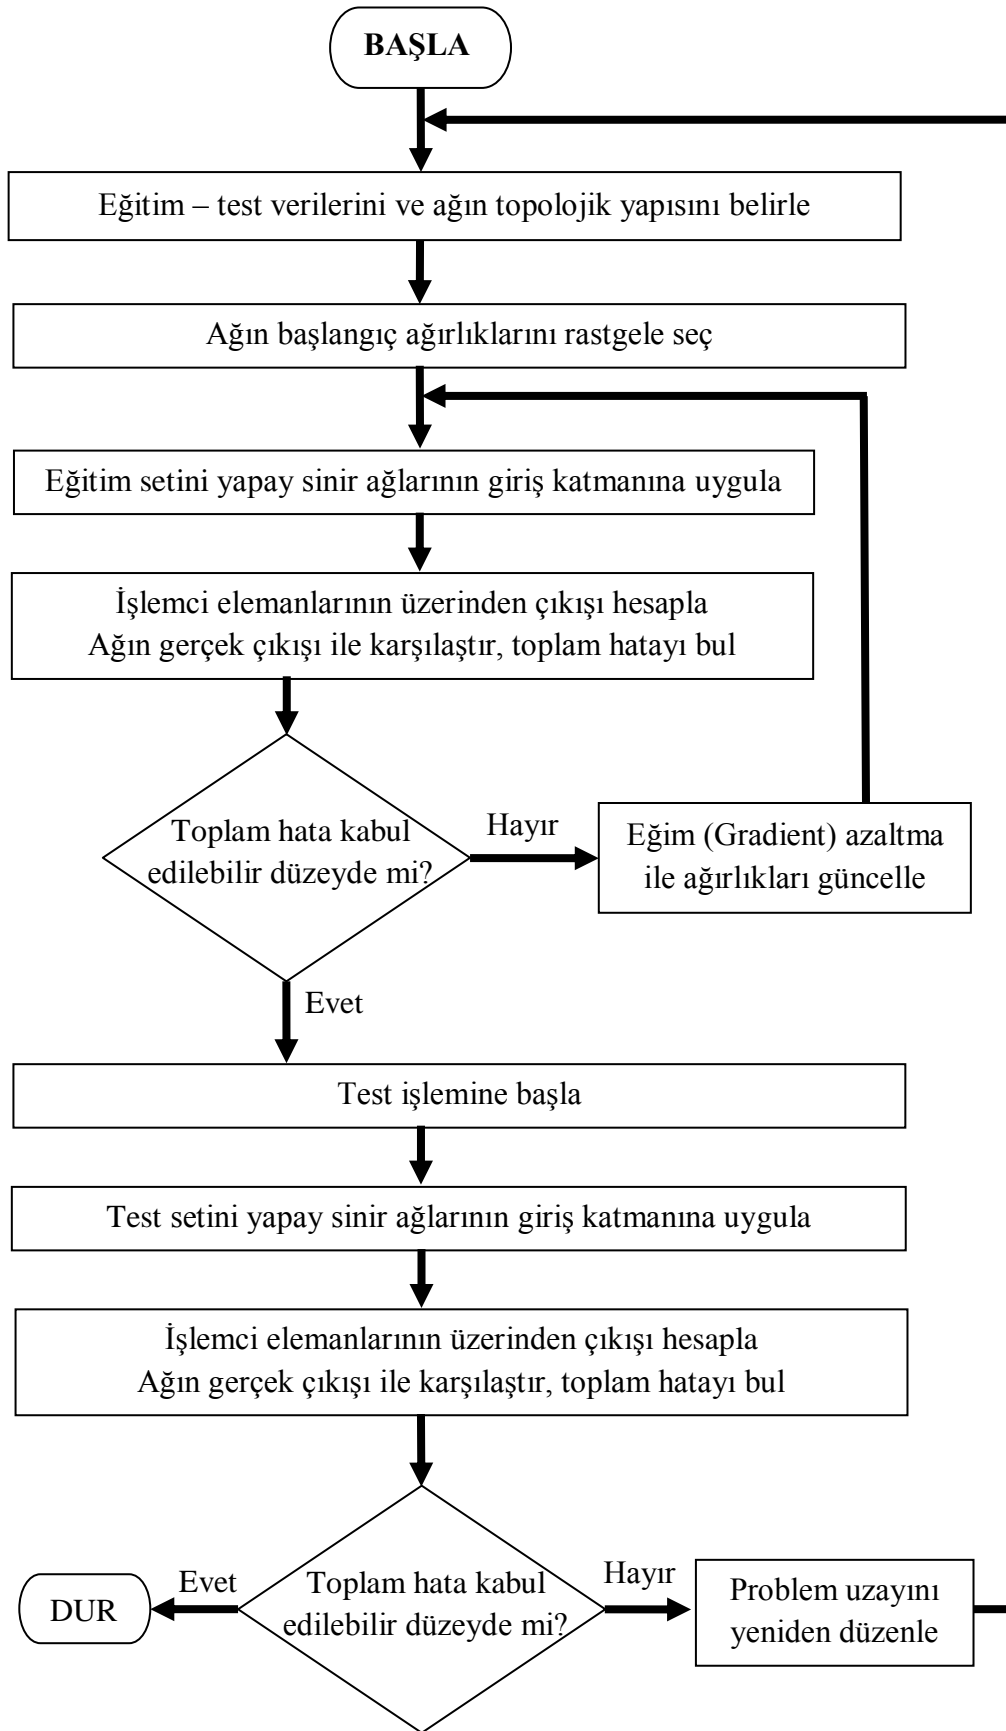 BAŞLA
Eğitim – test verilerini ve ağın topolojik yapısını belirle
Ağın başlangıç ağırlıklarını rastgele seç
Eğitim setini yapay sinir ağlarının giriş katmanına uygula
İşlemci elemanlarının üzerinden çıkışı hesapla
Ağın gerçek çıkışı ile karşılaştır, toplam hatayı bul
Toplam hata kabul
edilebilir düzeyde mi?
Hayır
Eğim (Gradient) azaltma
ile ağırlıkları güncelle
Evet
Test işlemine başla
Test setini yapay sinir ağlarının giriş katmanına uygula
İşlemci elemanlarının üzerinden çıkışı hesapla
Ağın gerçek çıkışı ile karşılaştır, toplam hatayı bul
DUR
Evet
Toplam hata kabul
edilebilir düzeyde mi?
Hayır
Problem uzayını
yeniden düzenle